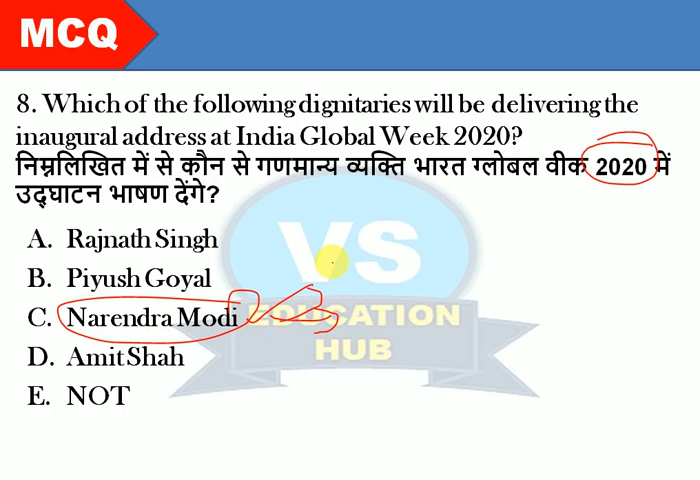 MCQ
8. Which of the following dignitaries will be delivering the
inaugural address at India Global Week 2020?
निम्नलिखित में से कौन से गणमान्य व्यक्ति भारत ग्लोबल वीक 2020 में
उद्घाटन भाषण देंगे?
A. Rajnath Singh
B. Piyush Goyal
C. Narendra Modi
D. Amit Shah
E. NOT
VS
EDUCATION
HUB